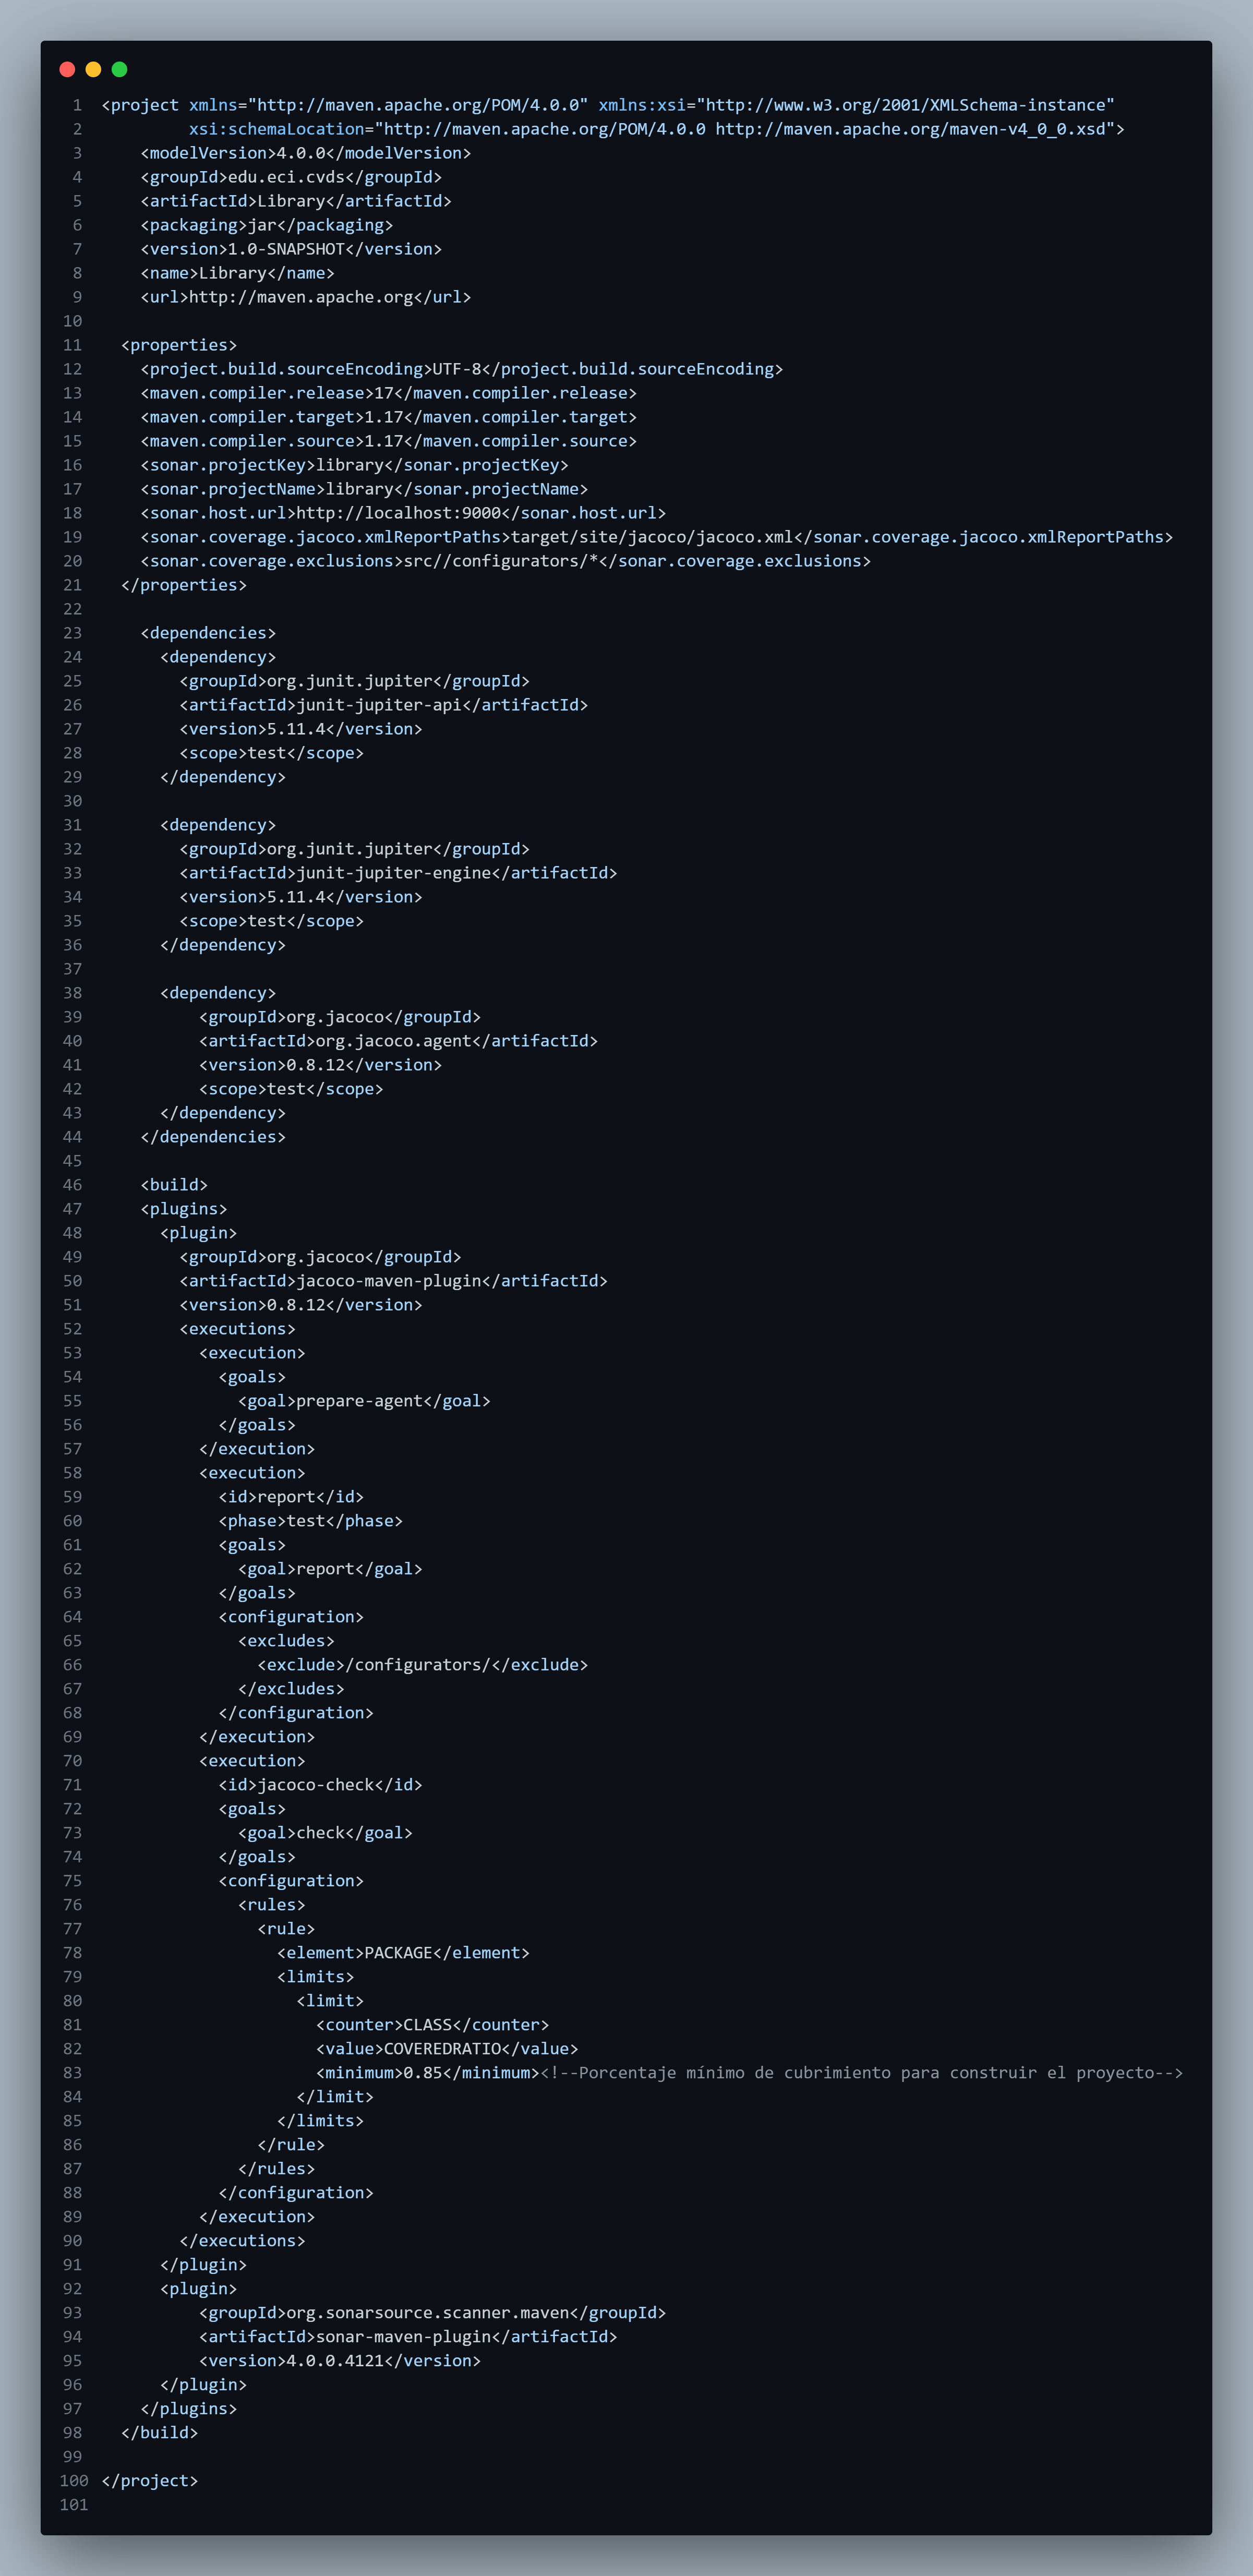 1 <project xmlns="http://maven.apache.org/POM/4.0.0" xmlns:xsi="http://www.w3.org/2001/XMLSchema-instance"
2 xsi:schemaLocation="http://maven.apache.org/POM/4.0.0 http://maven.apache.org/maven-v4_0_0.xsd">
3 <modelVersion>4.0.0</modelVersion>
4 <groupId>edu.eci.cvds</groupId>
5 <artifactId>Library</artifactId>
6 <packaging>jar</packaging>
7 <version>1.0-SNAPSHOT</version>
8 <name>Library</name>
9 <url>http://maven.apache.org</url>
10
11 <properties>
12 <project.build.sourceEncoding>UTF-8</project.build.sourceEncoding>
13 <maven.compiler.release>17</maven.compiler.release>
14 <maven.compiler.target>1.17</maven.compiler.target>
15 <maven.compiler.source>1.17</maven.compiler.source>
16 <sonar.projectKey>library</sonar.projectKey>
17 <sonar.projectName>library</sonar.projectName>
18 <sonar.host.url>http://localhost:9000</sonar.host.url>
19 <sonar.coverage.jacoco.xmlReportPaths>target/site/jacoco/jacoco.xml</sonar.coverage.jacoco.xmlReportPaths>
20 <sonar.coverage.exclusions>src//configurators/*</sonar.coverage.exclusions>
21 </properties>
22
23 <dependencies>
24 <dependency>
25 <groupId>org.junit.jupiter</groupId>
26 <artifactId>junit-jupiter-api</artifactId>
27 <version>5.11.4</version>
28 <scope>test</scope>
29 </dependency>
30
31 <dependency>
32 <groupId>org.junit.jupiter</groupId>
33 <artifactId>junit-jupiter-engine</artifactId>
34 <version>5.11.4</version>
35 <scope>test</scope>
36 </dependency>
37
38 <dependency>
39 <groupId>org.jacoco</groupId>
40 <artifactId>org.jacoco.agent</artifactId>
41 <version>0.8.12</version>
42 <scope>test</scope>
43 </dependency>
44 </dependencies>
45
46 <build>
47 <plugins>
48 <plugin>
49 <groupId>org.jacoco</groupId>
50 <artifactId>jacoco-maven-plugin</artifactId>
51 <version>0.8.12</version>
52 <executions>
53 <execution>
54 <goals>
55 <goal>prepare-agent</goal>
56 </goals>
57 </execution>
58 <execution>
59 <id>report</id>
60 <phase>test</phase>
61 <goals>
62 <goal>report</goal>
63 </goals>
64 <configuration>
65 <excludes>
66 <exclude>/configurators/</exclude>
67 </excludes>
68 </configuration>
69 </execution>
70 <execution>
71 <id>jacoco-check</id>
72 <goals>
73 <goal>check</goal>
74 </goals>
75 <configuration>
76 <rules>
77 <rule>
78 <element>PACKAGE</element>
79 <limits>
80 <limit>
81 <counter>CLASS</counter>
82 <value>COVEREDRATIO</value>
83 <minimum>0.85</minimum><!--Porcentaje mínimo de cubrimiento para construir el proyecto-->
84 </limit>
85 </limits>
86 </rule>
87 </rules>
88 </configuration>
89 </execution>
90 </executions>
91 </plugin>
92 <plugin>
93 <groupId>org.sonarsource.scanner.maven</groupId>
94 <artifactId>sonar-maven-plugin</artifactId>
95 <version>4.0.0.4121</version>
96 </plugin>
97 </plugins>
98 </build>
99
100 </project>
101